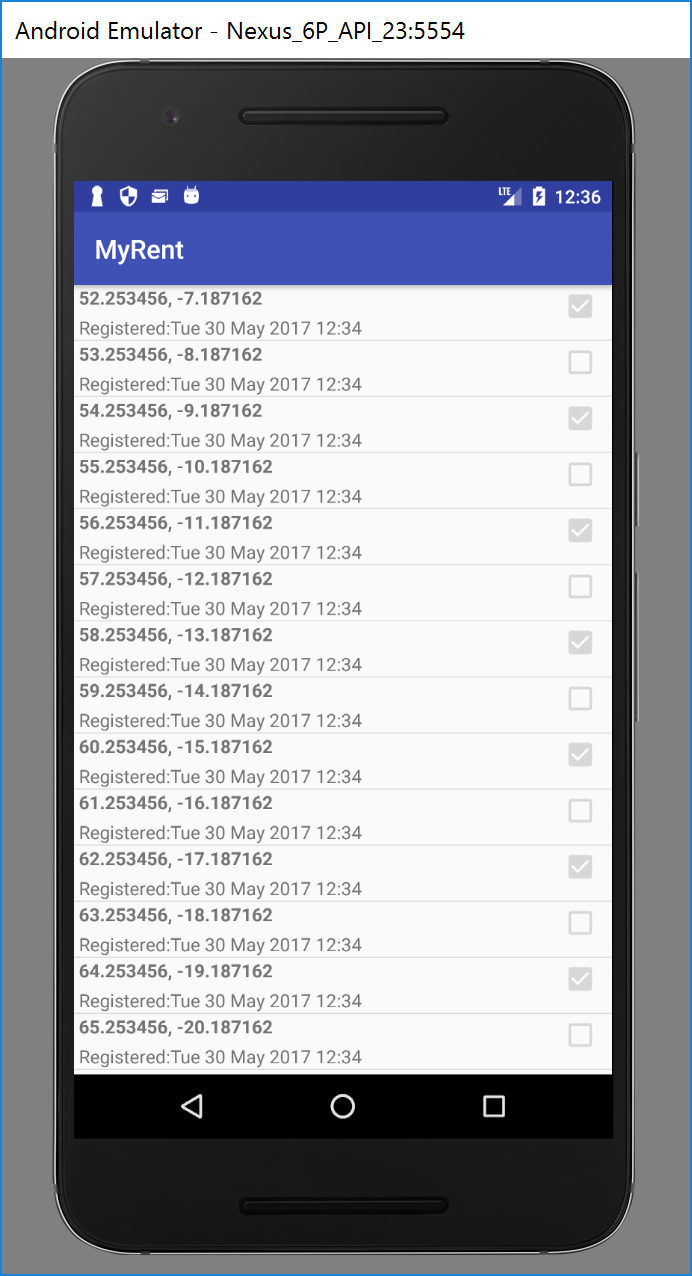 Android Emulator - Nexus_6P_API_23:5554
LTE 12:36
MyRent
52.253456, -7.187162
Registered:Tue 30 May 2017 12:34
53.253456, -8.187162
Registered:Tue 30 May 2017 12:34
54.253456, -9.187162
Registered:Tue 30 May 2017 12:34
55.253456, -10.187162
Registered:Tue 30 May 2017 12:34
56.253456, -11.187162
Registered:Tue 30 May 2017 12:34
57.253456, -12.187162
Registered:Tue 30 May 2017 12:34
58.253456, -13.187162
Registered:Tue 30 May 2017 12:34
59.253456, -14.187162
Registered:Tue 30 May 2017 12:34
60.253456, -15.187162
Registered:Tue 30 May 2017 12:34
61.253456, -16.187162
Registered:Tue 30 May 2017 12:34
62.253456, -17.187162
Registered:Tue 30 May 2017 12:34
63.253456, -18.187162
Registered:Tue 30 May 2017 12:34
64.253456, -19.187162
Registered:Tue 30 May 2017 12:34
65.253456, -20.187162
Registered:Tue 30 May 2017 12:34